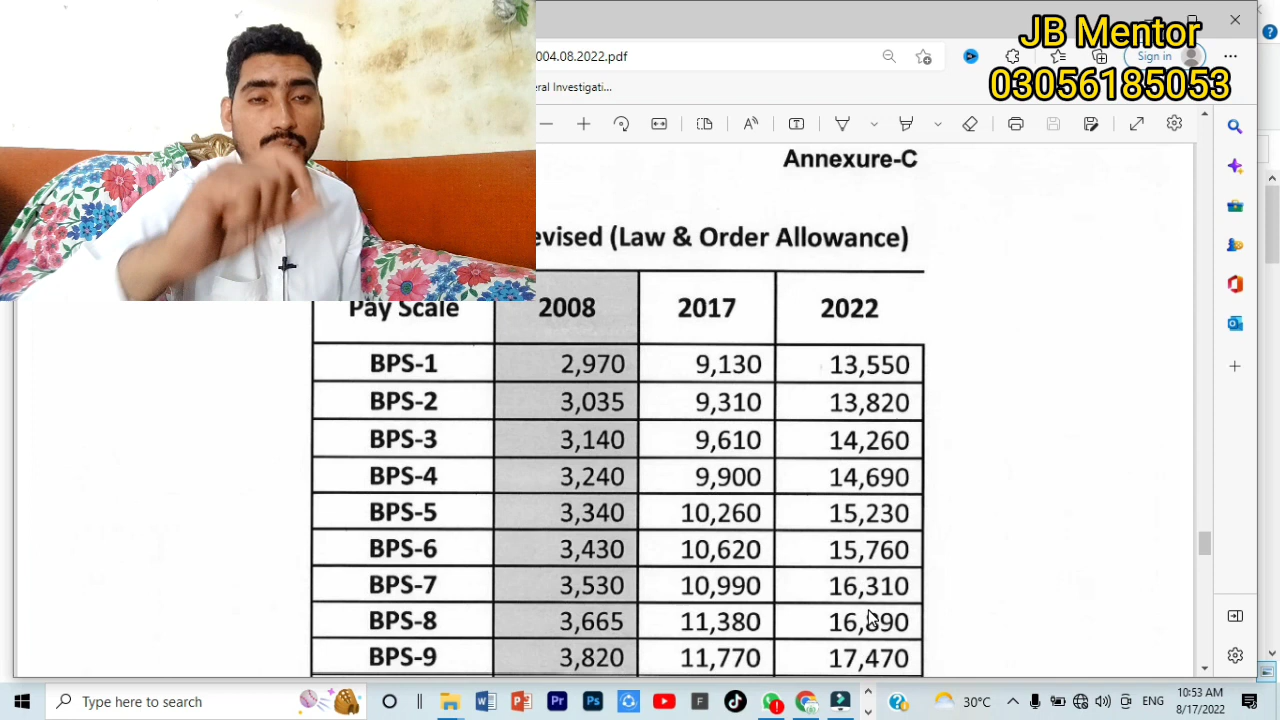 JB Mentor
03056185053
004.08.2022.pdf
Sign in
eral Investigati...
Annexure-C
evised (Law & Order Allowance)
Pay Scale 2008 2017 2022
BPS-1 2,970 9,130 13,550
BPS-2 3,035 9,310 13,820
BPS-3 3,140 9,610 14,260
BPS-4 3,240 9,900 14,690
BPS-5 3,340 10,260 15,230
BPS-6 3,430 10,620 15,760
BPS-7 3,530 10,990 16,310
BPS-8 3,665 11,380 16,890
BPS-9 3,820 11,770 17,470
Type here to search
W P Pr Ps F
30°C ENG 10:53 AM
8/17/2022